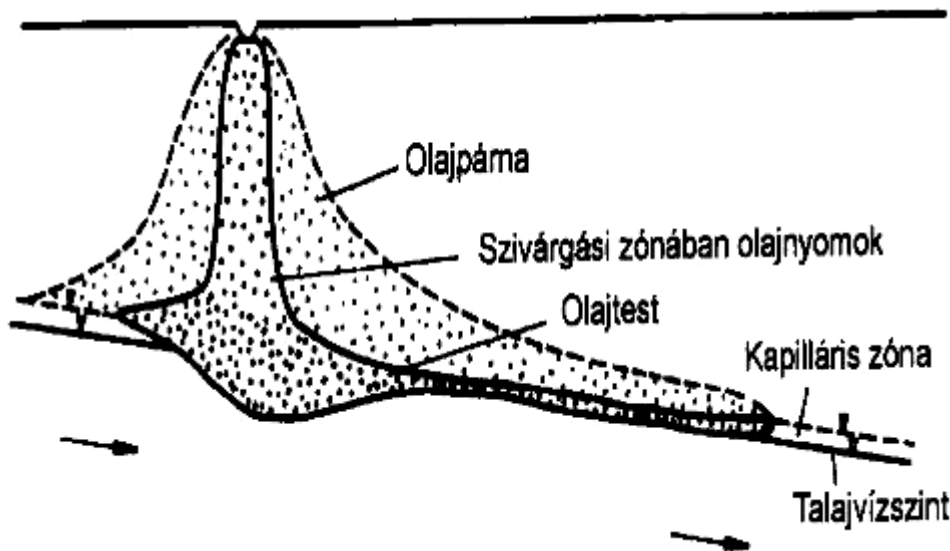 Olajpárna
Szivárgási zónában olajnyomok
Olajtest
Kapilláris zóna
Talajvízszint